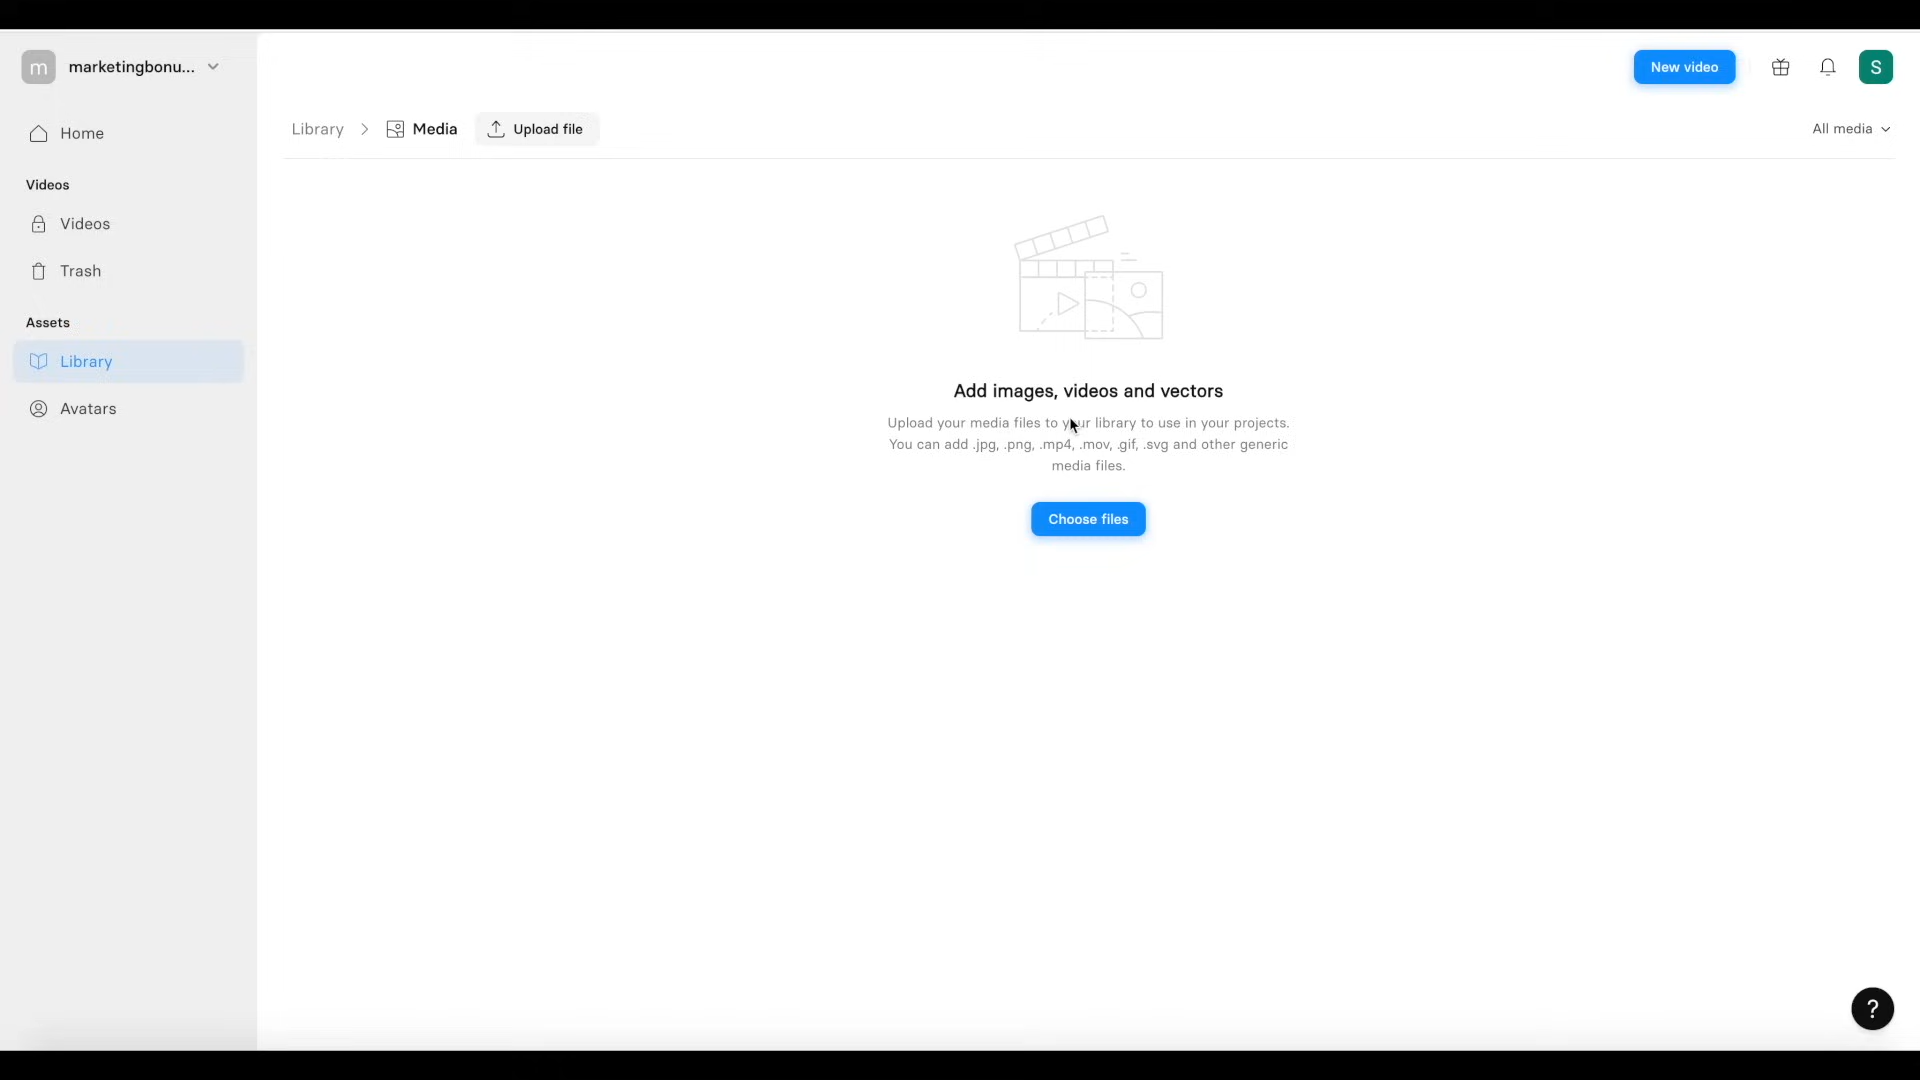 m marketingbonu...
New video
S
Home
Library > Media Upload file
All media
Videos
Videos
Trash
Assets
Library
Avatars
Add images, videos and vectors
Upload your media files to your library to use in your projects.
You can add .jpg, .png, .mp4, .mov, .gif, .svg and other generic
media files.
Choose files
?